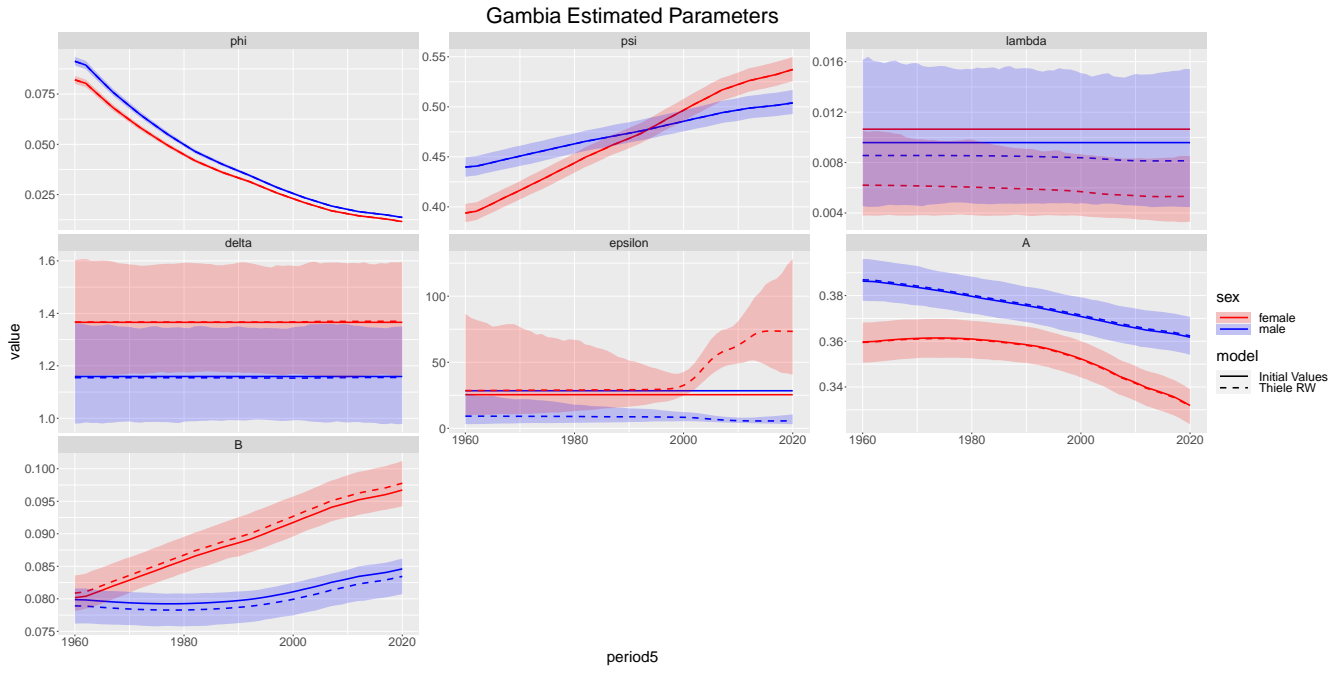 Gambia Estimated Parameters
phi
psi
lambda
0.075
0.050
0.025
0.55
0.50
0.45
0.40
0.016
0.012
0.008
0.004
delta
epsilon
A
1.6
1.4
1.2
1.0
100
50
0
0.38
0.36
0.34
1960
1980
2000
2020
1960
1980
2000
2020
B
0.100
0.095
0.090
0.085
0.080
0.075
1960
1980
2000
2020
value
period5
sex
female
male
model
Initial Values
Thiele RW